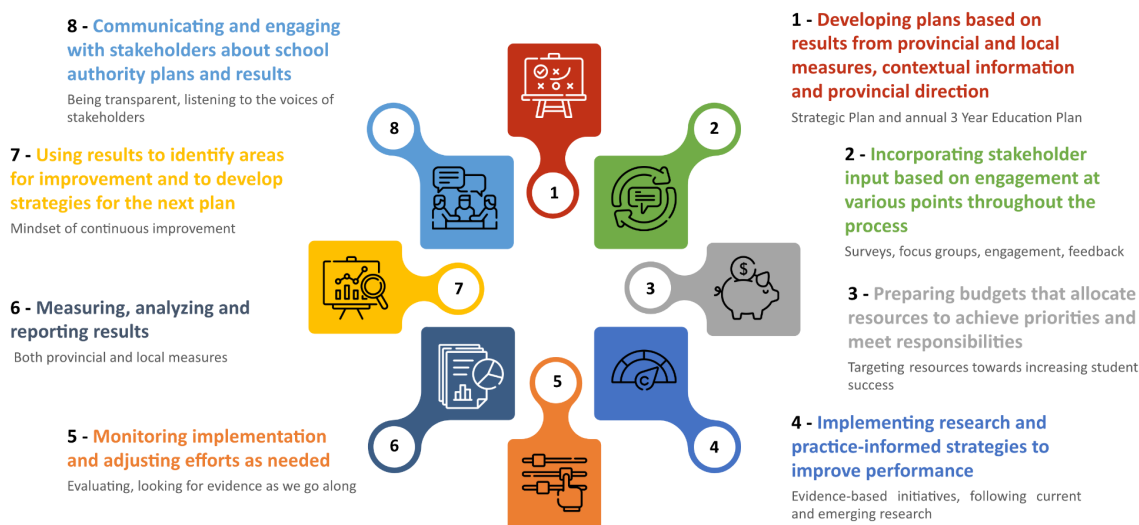 1 - Developing plans based on
results from provincial and local
measures, contextual information
and provincial direction
Strategic Plan and annual 3 Year Education Plan
2 - Incorporating stakeholder
input based on engagement at
various points throughout the
process
Surveys, focus groups, engagement, feedback
3 - Preparing budgets that allocate
resources to achieve priorities and
meet responsibilities
Targeting resources towards increasing student
success
4 - Implementing research and
practice-informed strategies to
improve performance
Evidence-based initiatives, following current
and emerging research
5 - Monitoring implementation
and adjusting efforts as needed
Evaluating, looking for evidence as we go along
6 - Measuring, analyzing and
reporting results
Both provincial and local measures
7 - Using results to identify areas
for improvement and to develop
strategies for the next plan
Mindset of continuous improvement
8 - Communicating and engaging
with stakeholders about school
authority plans and results
Being transparent, listening to the voices of
stakeholders
1
2
3
$
4
C
5
6
7
8